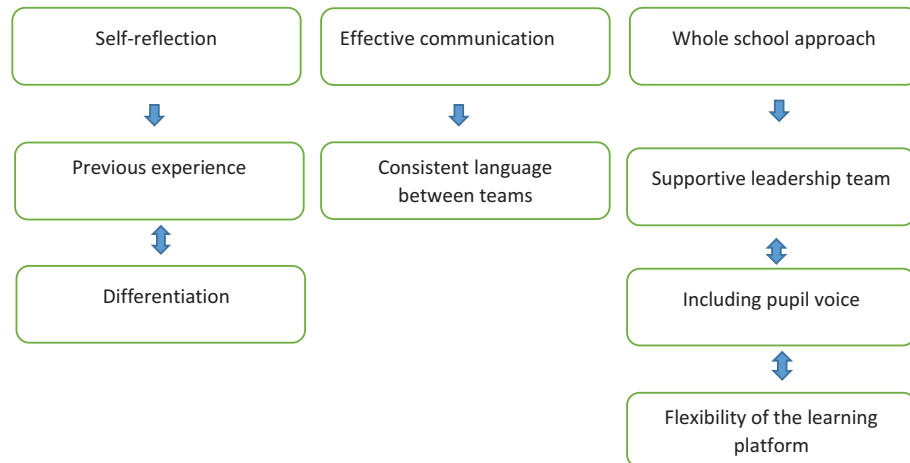 Self-reflection
Effective communication
Whole school approach
Previous experience
Consistent language
between teams
Supportive leadership team
Differentiation
Including pupil voice
Flexibility of the learning
platform